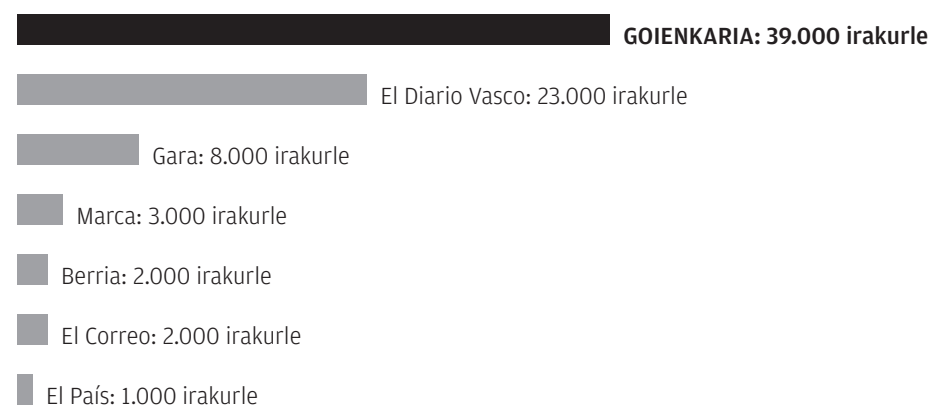 GOIENKARIA: 39.000 irakurle
El Diario Vasco: 23.000 irakurle
Gara: 8.000 irakurle
Marca: 3.000 irakurle
Berria: 2.000 irakurle
El Correo: 2.000 irakurle
El País: 1.000 irakurle